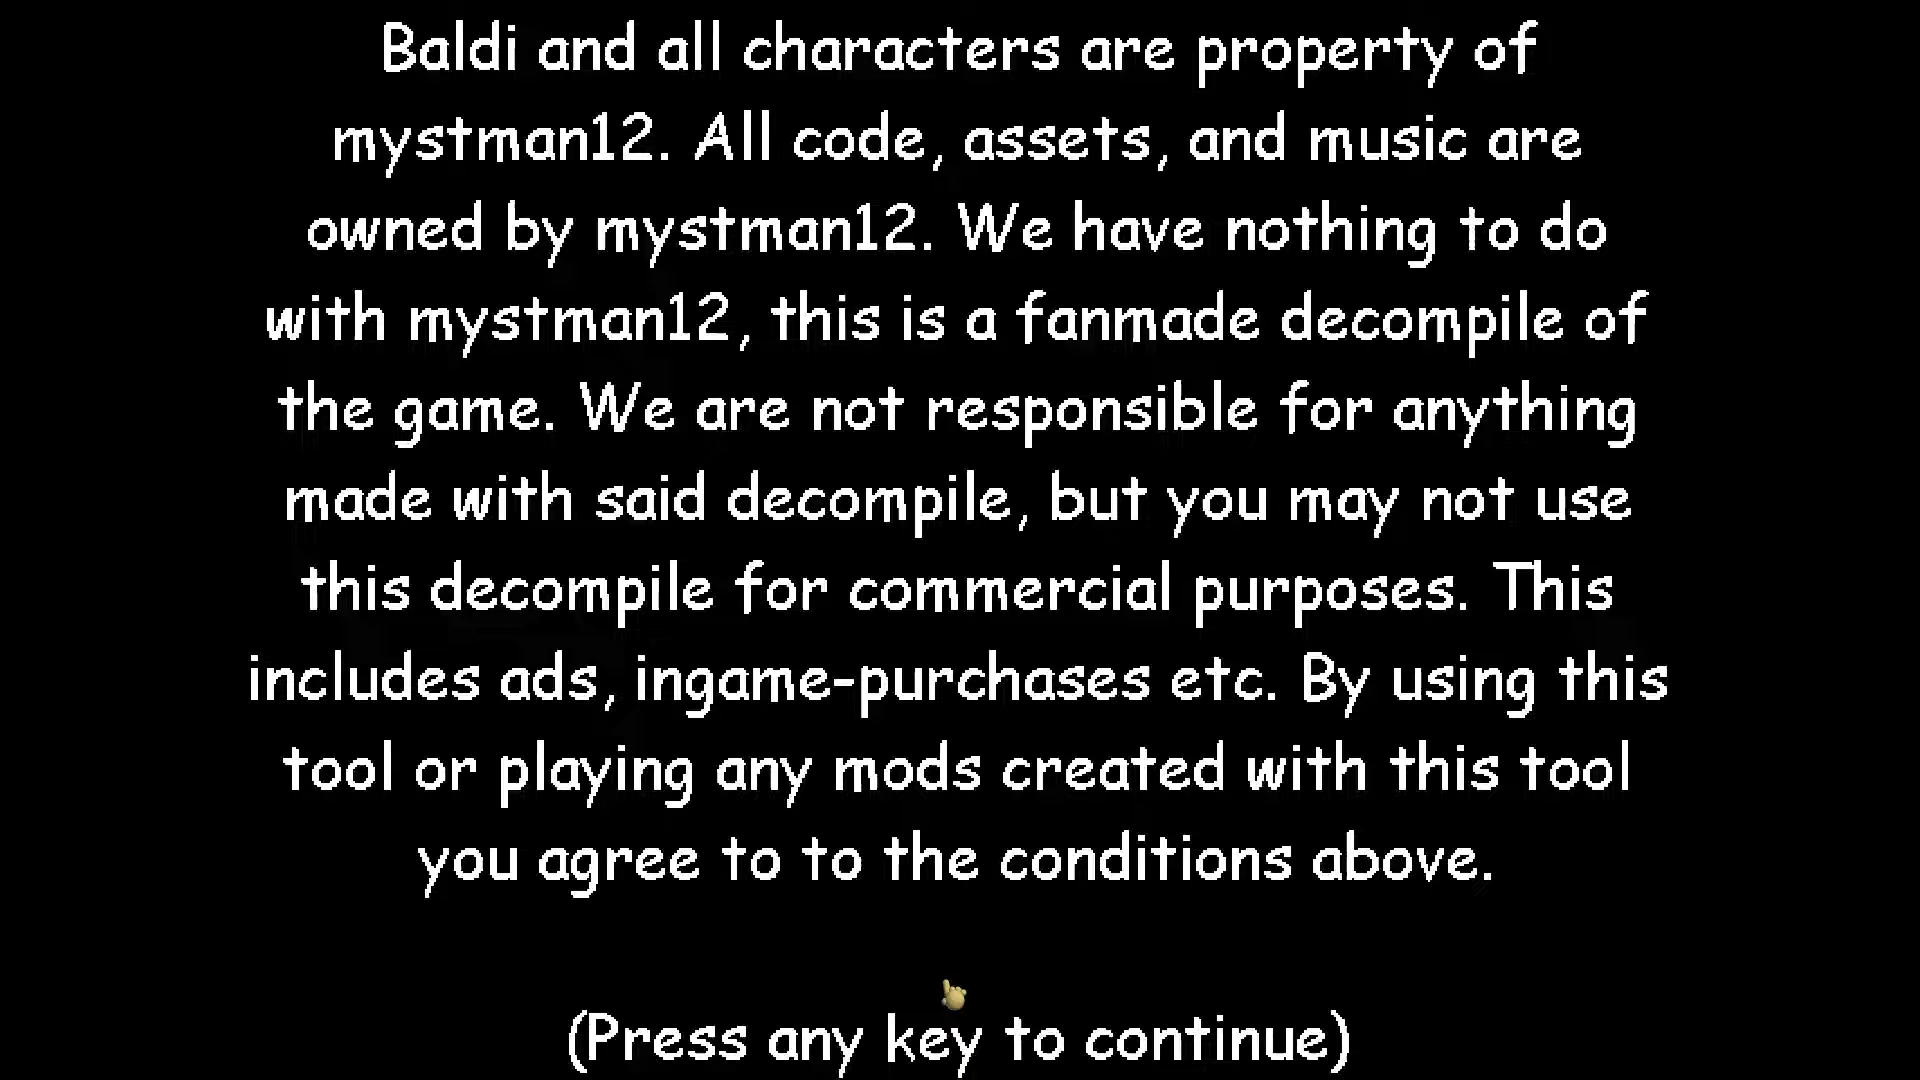 Baldi and all characters are property of
mystman12. All code, assets, and music are
owned by mystman12. We have nothing to do
with mystman12, this is a fanmade decompile of
the game. We are not responsible for anything
made with said decompile, but you may not use
this decompile for commercial purposes. This
includes ads, ingame-purchases etc. By using this
tool or playing any mods created with this tool
you agree to to the conditions above.
(Press any key to continue)